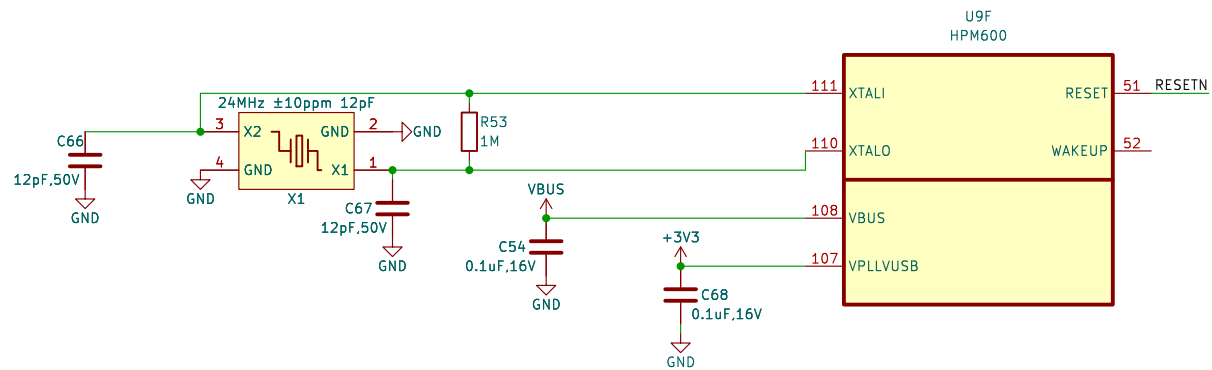 U9F
HPM600
24MHz ±10ppm 12pF
111
XTALI
RESET
51
RESETN
3
X2
GND
2
GND
R53
1M
C66
12pF,50V
GND
4
GND
GND
X1
1
X1
110
XTALO
WAKEUP
52
C67
12pF,50V
GND
VBUS
108
VBUS
C54
0.1uF,16V
GND
+3V3
107
VPLLVUSB
C68
0.1uF,16V
GND